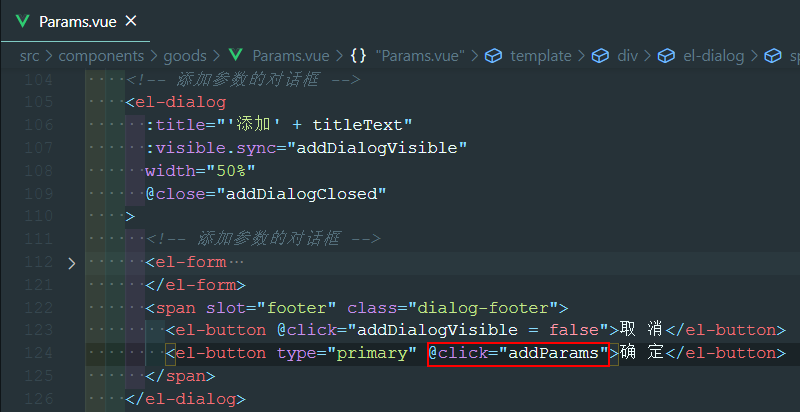 Params.vue ×
src > components > goods > Params.vue > {} "Params.vue" > template > div > el-dialog > sp
104 <!-- 添加参数的对话框 -->
105 <el-dialog
106 :title="'添加' + titleText"
107 :visible.sync="addDialogVisible"
108 width="50%"
109 @close="addDialogClosed"
110 >
111 <!-- 添加参数的对话框 -->
112 > <el-form…
121 </el-form>
122 <span slot="footer" class="dialog-footer">
123 <el-button @click="addDialogVisible = false">取 消</el-button>
124 <el-button type="primary" @click="addParams">确 定</el-button>
125 </span>
126 </el-dialog>